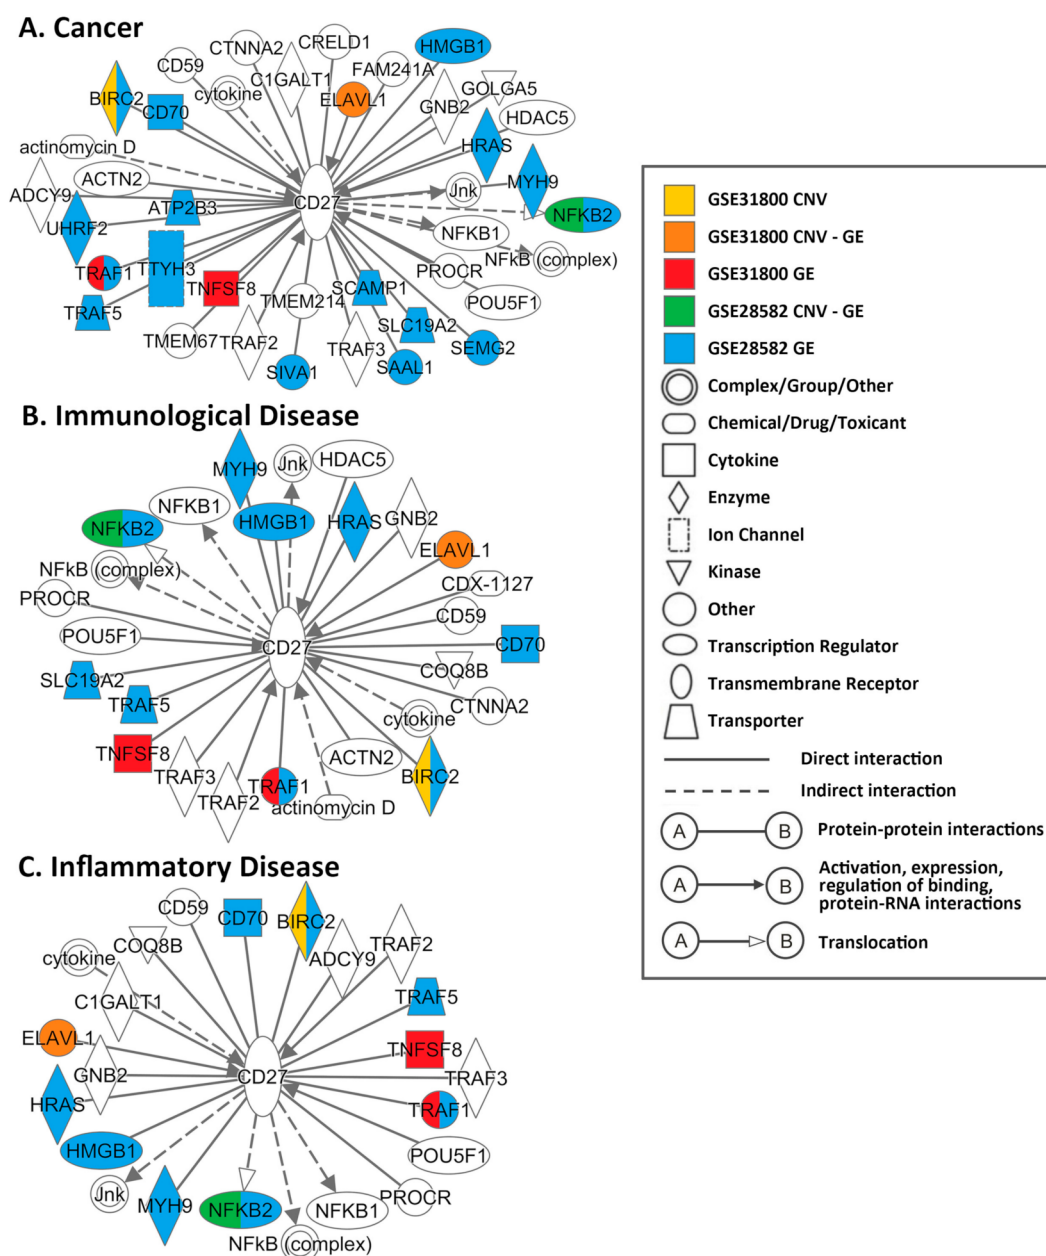 A. Cancer
CTNNA2
CRELD1
HMGB1
CD59
C1GALT1
FAM241A
BIRC2
CD70
cytokine
ELAVL1
GNB2
GOLGA5
HDAC5
actinomycin D
HRAS
ADCY9
ACTN2
ATP2B3
CD27
Jnk
MYH9
UHRF2
NFKB1
NFKB2
TRAF1
TTYH3
TNFSF8
TMEM214
SCAMP1
PROCR
NFkB (complex)
POU5F1
TRAF5
TMEM67
TRAF2
SIVA1
TRAF3
SLC19A2
SAAL1
SEMG2
B. Immunological Disease
MYH9
Jnk
HDAC5
NFKB1
HMGB1
HRAS
GNB2
NFKB2
ELAVL1
NFkB (complex)
CDX-1127
PROCR
CD59
POU5F1
CD27
CD70
SLC19A2
COQ8B
TRAF5
CTNNA2
cytokine
TNFSF8
TRAF3
TRAF2
TRAF1
ACTN2
BIRC2
actinomycin D
C. Inflammatory Disease
CD59
CD70
BIRC2
cytokine
COQ8B
ADCY9
TRAF2
C1GALT1
TRAF5
ELAVL1
TNFSF8
GNB2
CD27
TRAF3
HRAS
TRAF1
HMGB1
POU5F1
Jnk
MYH9
NFKB2
NFKB1
PROCR
NFkB (complex)
GSE31800 CNV
GSE31800 CNV - GE
GSE31800 GE
GSE28582 CNV - GE
GSE28582 GE
Complex/Group/Other
Chemical/Drug/Toxicant
Cytokine
Enzyme
Ion Channel
Kinase
Other
Transcription Regulator
Transmembrane Receptor
Transporter
Direct interaction
Indirect interaction
A B Protein-protein interactions
A B Activation, expression,
regulation of binding,
protein-RNA interactions
A B Translocation